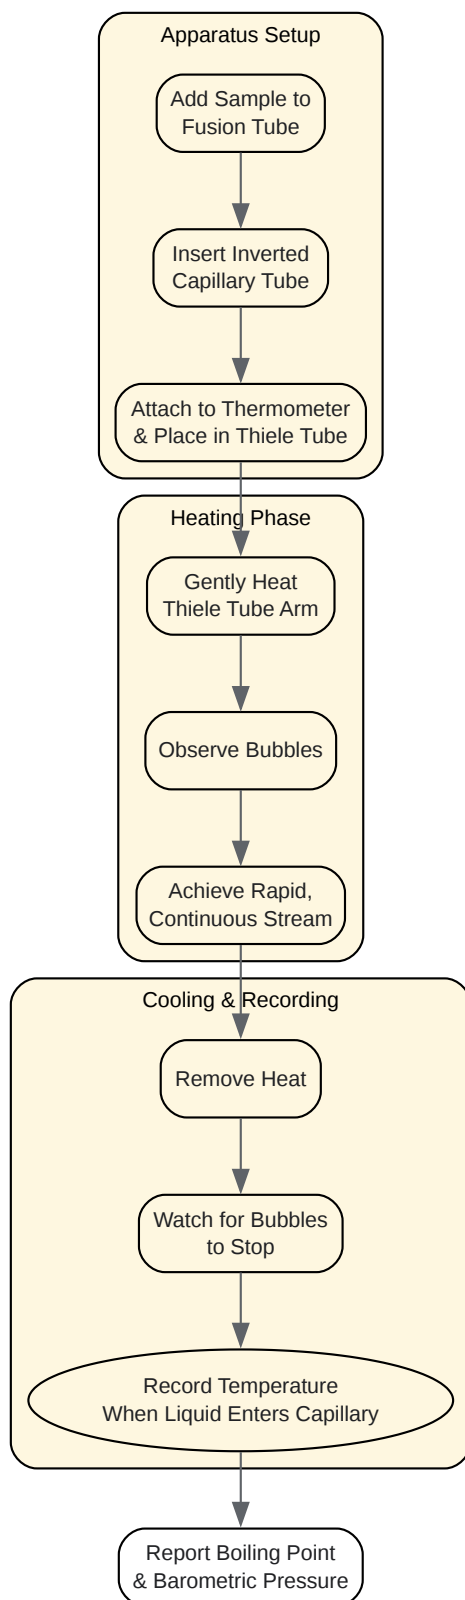 Apparatus Setup
Add Sample to
Fusion Tube
Insert Inverted
Capillary Tube
Attach to Thermometer
& Place in Thiele Tube
Heating Phase
Gently Heat
Thiele Tube Arm
Observe Bubbles
Achieve Rapid,
Continuous Stream
Cooling & Recording
Remove Heat
Watch for Bubbles
to Stop
Record Temperature
When Liquid Enters Capillary
Report Boiling Point
& Barometric Pressure